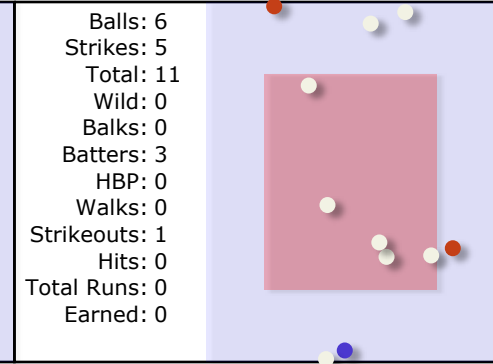 Balls: 6
Strikes: 5
Total: 11
Wild: 0
Balks: 0
Batters: 3
HBP: 0
Walks: 0
Strikeouts: 1
Hits: 0
Total Runs: 0
Earned: 0